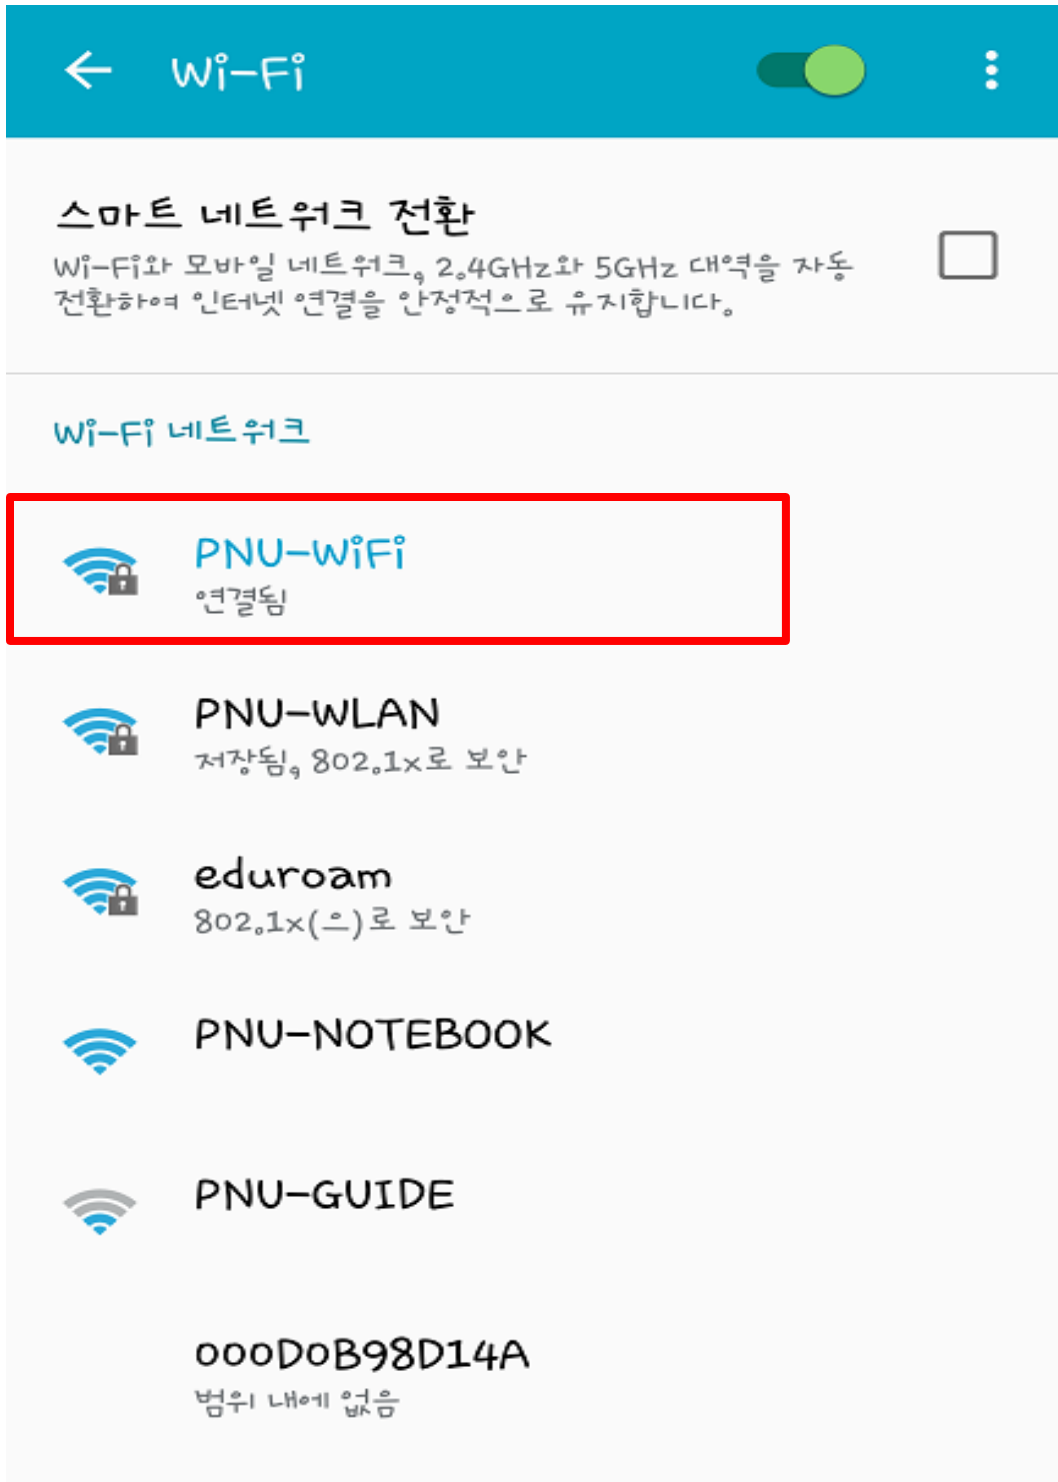 Wi-Fi
스마트 네트워크 전환
Wi-Fi와 모바일 네트워크, 2.4GHz와 5GHz 대역을 자동
전환하여 인터넷 연결을 안정적으로 유지합니다.
Wi-Fi 네트워크
PNU-WiFi
연결됨
PNU-WLAN
저장됨, 802.1x로 보안
eduroam
802.1x(으)로 보안
PNU-NOTEBOOK
PNU-GUIDE
000D0B98D14A
범위 내에 없음